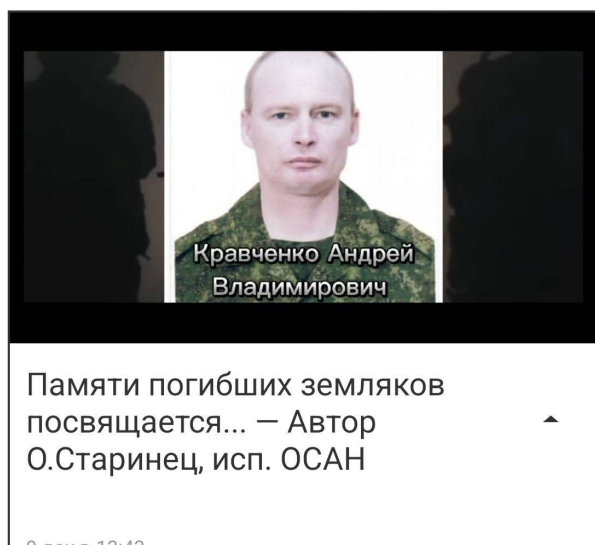 Кравченко Андрей
Владимирович
Памяти погибших земляков
посвящается... — Автор
О.Старинец, исп. ОСАН